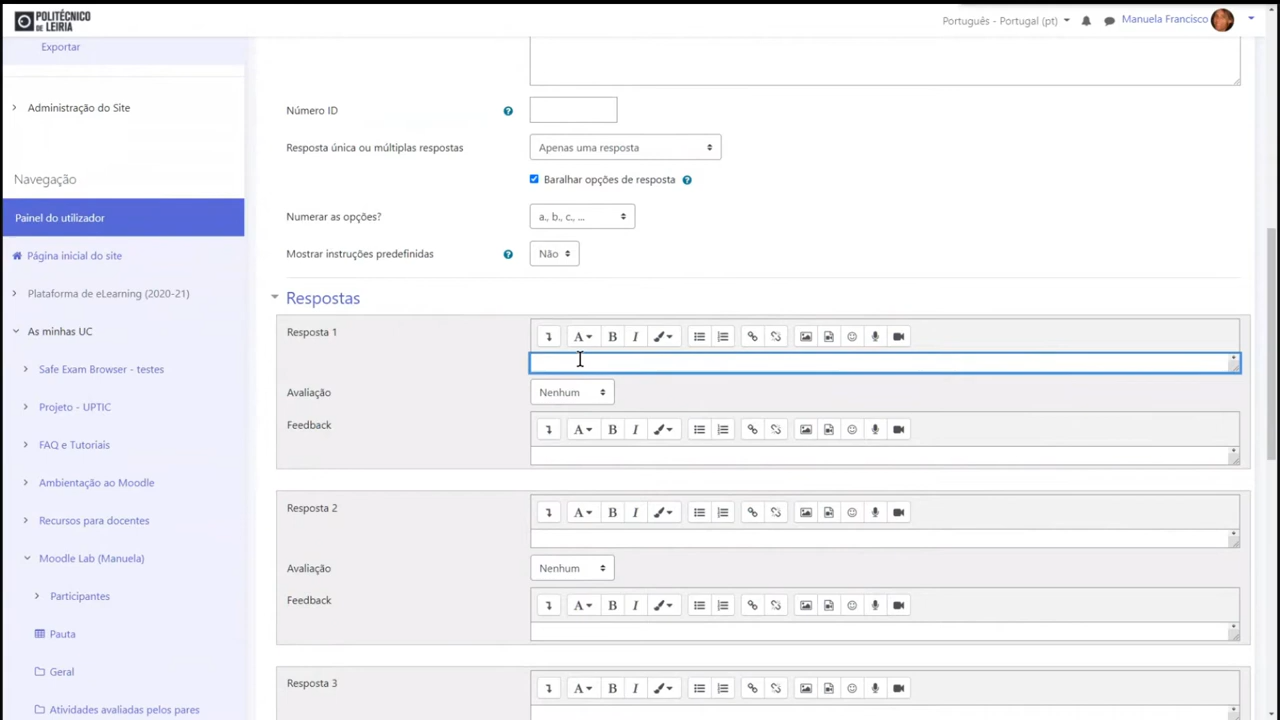 POLITÉCNICO
DE LEIRIA
Português - Portugal (pt)
Manuela Francisco
Exportar
Administração do Site
Navegação
Painel do utilizador
Página inicial do site
Plataforma de eLearning (2020-21)
As minhas UC
Safe Exam Browser - testes
Projeto - UPTIC
FAQ e Tutoriais
Ambientação ao Moodle
Recursos para docentes
Moodle Lab (Manuela)
Participantes
Pauta
Geral
Atividades avaliadas pelos pares
Número ID
Resposta única ou múltiplas respostas
Apenas uma resposta
Baralhar opções de resposta
Numerar as opções?
a., b., c., ...
Mostrar instruções predefinidas
Não
Respostas
Resposta 1
Avaliação
Nenhum
Feedback
Resposta 2
Avaliação
Nenhum
Feedback
Resposta 3